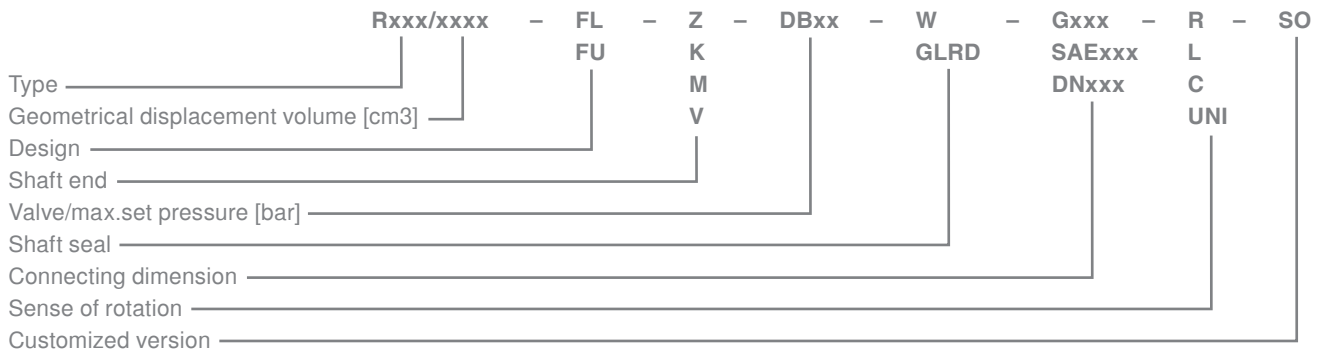 Rxxx/xxxx – FL – Z – DBxx – W – Gxxx – R – SO
FU K GLRD SAExxx L
Type M DNxxx C
Geometrical displacement volume [cm3] V UNI
Design
Shaft end
Valve/max.set pressure [bar]
Shaft seal
Connecting dimension
Sense of rotation
Customized version